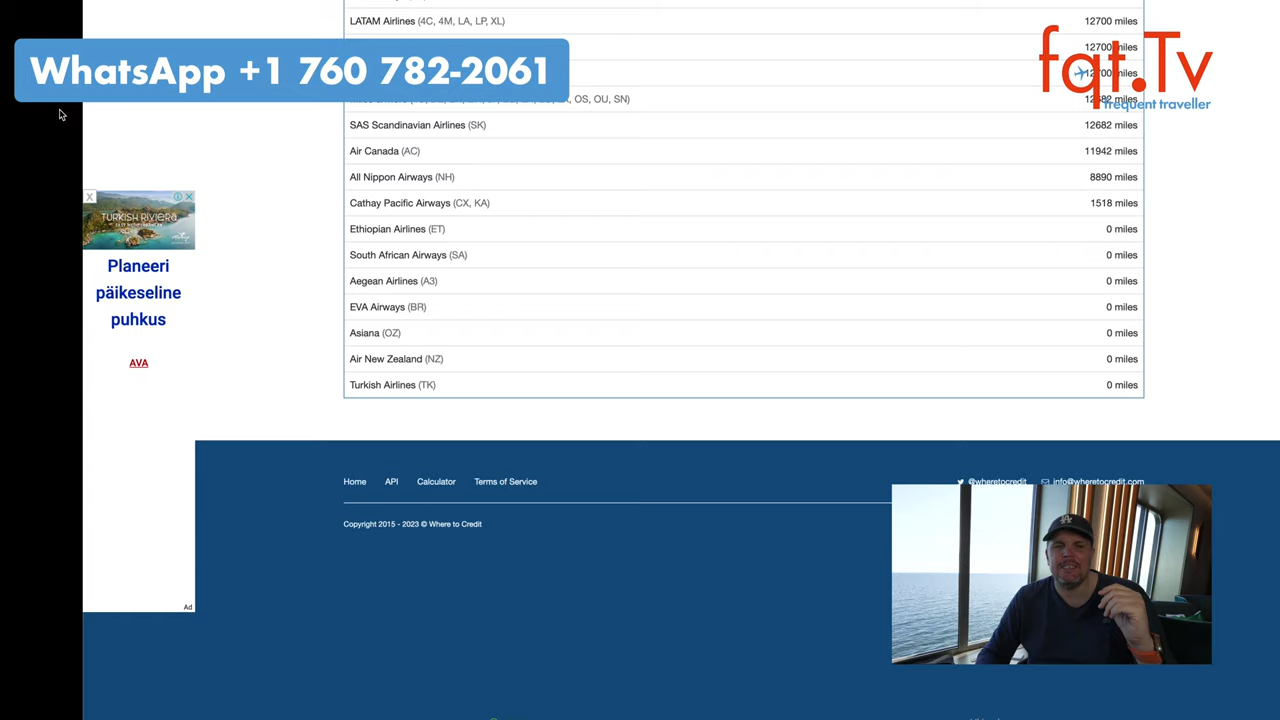 LATAM Airlines (4C, 4M, LA, LP, XL) 12700 miles
12700 miles
WhatsApp +1 760 782-2061
fqt.Tv
frequent traveller
miles
OS, OU, SN) miles
SAS Scandinavian Airlines (SK) 12682 miles
Air Canada (AC) 11942 miles
All Nippon Airways (NH) 8890 miles
Cathay Pacific Airways (CX, KA) 1518 miles
Ethiopian Airlines (ET) 0 miles
South African Airways (SA) 0 miles
Aegean Airlines (A3) 0 miles
EVA Airways (BR) 0 miles
Asiana (OZ) 0 miles
Air New Zealand (NZ) 0 miles
Turkish Airlines (TK) 0 miles
X
TURKISH RIVIERA
Planeeri
päikeseline
puhkus
AVA
Ad
Home API Calculator Terms of Service @wheretocredit info@wheretocredit.com
Copyright 2015 - 2023 © Where to Credit
LA